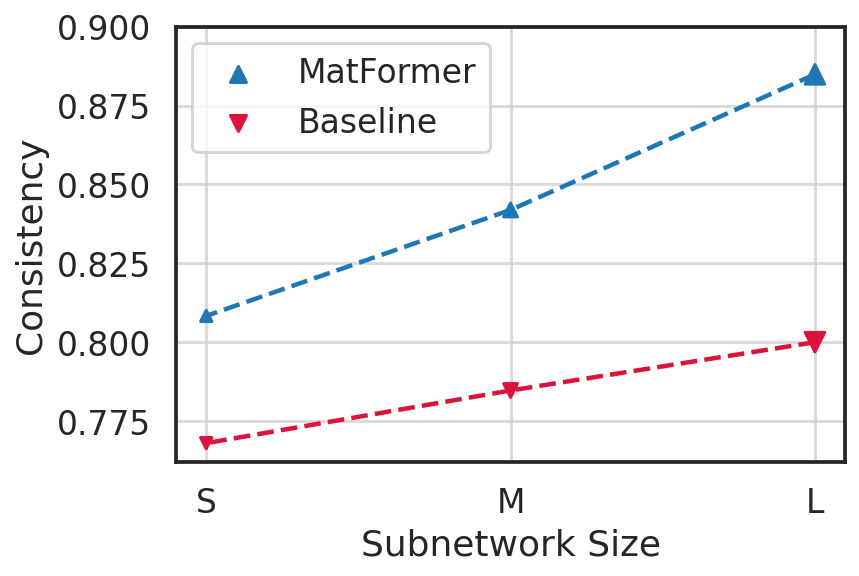 0.900
0.875
0.850
0.825
0.800
0.775
Consistency
MatFormer
Baseline
S
M
L
Subnetwork Size